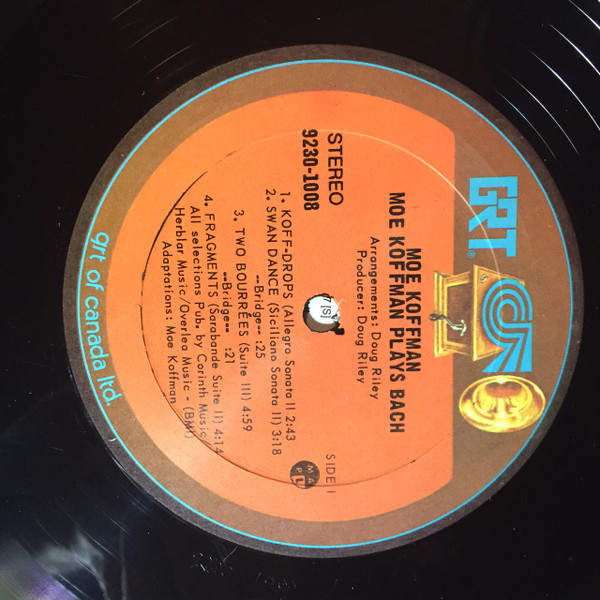 GRT®
MOE KOFFMAN
MOE KOFFMAN PLAYS BACH
Arrangements: Doug Riley
Producer: Doug Riley
STEREO
9230-1008
SIDE I
MAPL
1. KOFF-DROPS (Allegro Sonata II 2:43
2. SWAN DANCE (Siciliano Sonata II) 3:18
--Bridge-- :25
3. TWO BOURRÉES (Suite III) 4:59
--Bridge-- :21
4. FRAGMENTS (Sarabande Suite II) 4:14
All selections Pub. by Corinth Music,
Herblar Music/Overlea Music - (BMI)
Adaptations: Moe Koffman
grt of canada ltd.